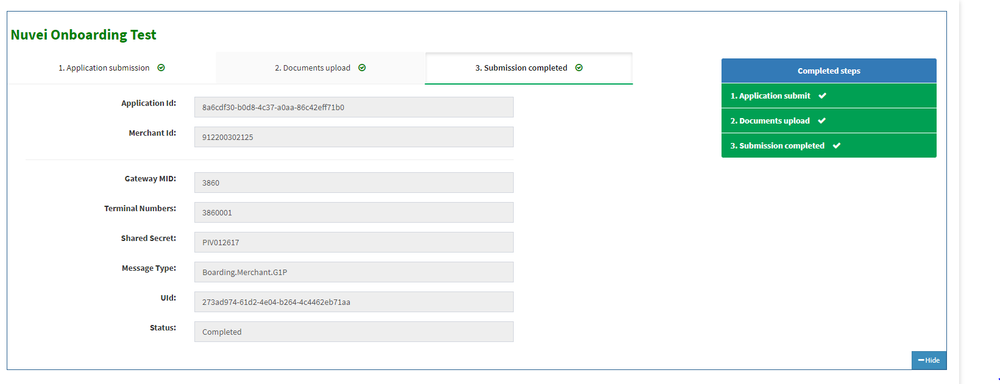 Nuvei Onboarding Test
1. Application submission
2. Documents upload
3. Submission completed
Application Id:
8a6cdf30-b0d8-4c37-a0aa-86c42eff71b0
Merchant Id:
912200302125
Gateway MID:
3860
Terminal Numbers:
3860001
Shared Secret:
PIV012617
Message Type:
Boarding.Merchant.G1P
UId:
273ad974-61d2-4e04-b264-4c4462eb71aa
Status:
Completed
Completed steps
1. Application submit
2. Documents upload
3. Submission completed
Hide